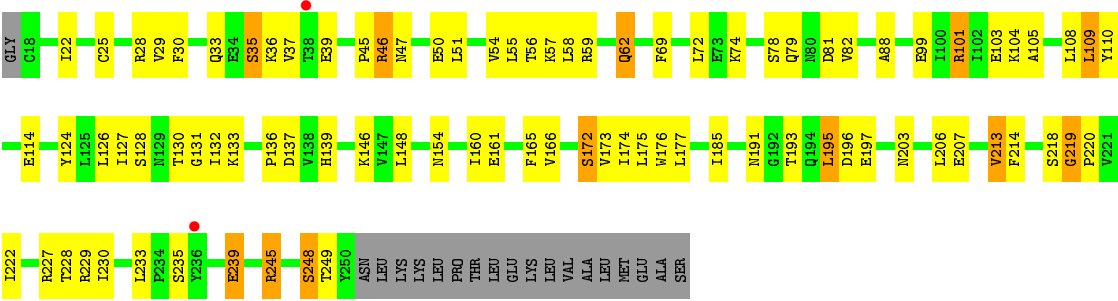 GLY C18 I22 C25 R28 V29 F30 Q33 E34 S35 K36 V37 T38 E39 P45 R46 N47 E50 L51 V54 L55 T56 K57 L58 R59 Q62 F69 L72 E73 K74 S78 Q79 N80 D81 V82 A88 E99 I100 R101 I102 E103 K104 A105 L108 L109 Y110
E114 Y124 L125 L126 I127 S128 N129 T130 G131 I132 K133 P136 D137 V138 H139 K146 V147 L148 N154 I160 E161 F165 V166 S172 V173 I174 L175 W176 L177 I185 N191 G192 T193 Q194 L195 D196 E197 N203 L206 E207 V213 F214 S218 G219 P220 V221
I222 R227 T228 R229 I230 L233 P234 S235 Y236 E239 R245 S248 T249 Y250 ASN LEU LYS LYS LEU PRO THR LEU GLU LYS LEU VAL ALA LEU MET GLU ALA SER